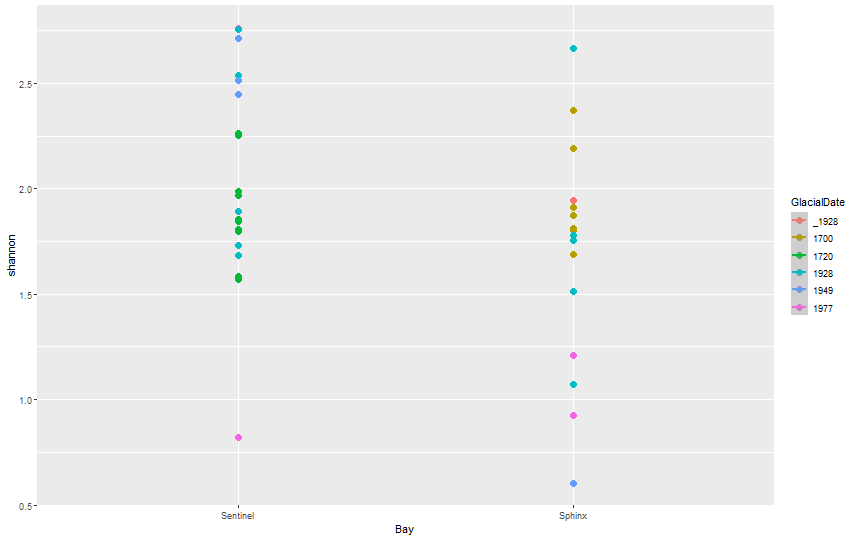 2.5
2.0
1.5
1.0
0.5
shannon
Sentinel
Sphinx
Bay
GlacialDate
_1928
1700
1720
1928
1949
1977